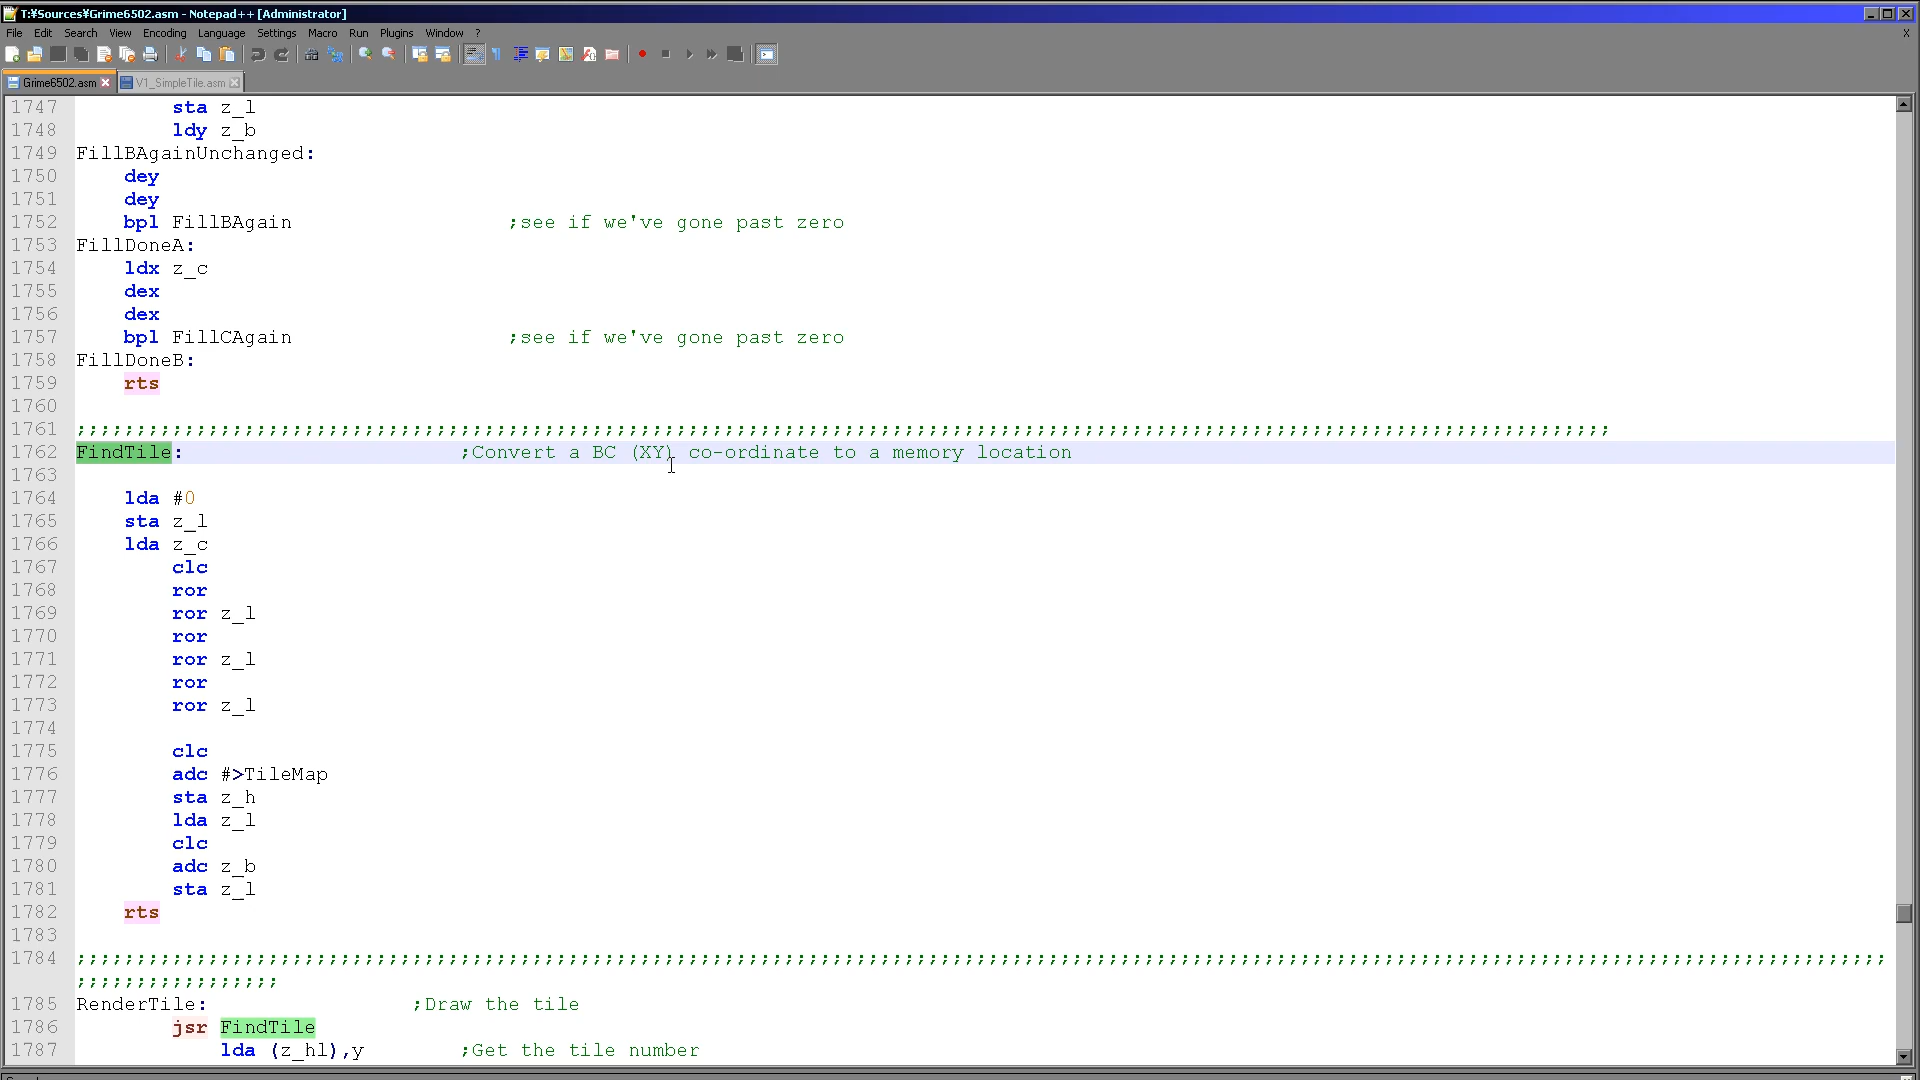 T:¥Sources¥Grime6502.asm - Notepad++ [Administrator]
File Edit Search View Encoding Language Settings Macro Run Plugins Window ? X
Grime6502.asm V1_SimpleTile.asm
1747 sta z_l
1748 ldy z_b
1749 FillBAgainUnchanged:
1750 dey
1751 dey
1752 bpl FillBAgain ;see if we've gone past zero
1753 FillDoneA:
1754 ldx z_c
1755 dex
1756 dex
1757 bpl FillCAgain ;see if we've gone past zero
1758 FillDoneB:
1759 rts
1760
1761 ;;;;;;;;;;;;;;;;;;;;;;;;;;;;;;;;;;;;;;;;;;;;;;;;;;;;;;;;;;;;;;;;;;;;;;;;;;;;;;;;;;;;;;;;;;;;;;;;;;;;;;;;;;;;;;;;;;;;;;;;;;;;;;;;
1762 FindTile: ;Convert a BC (XY) co-ordinate to a memory location
1763
1764 lda #0
1765 sta z_l
1766 lda z_c
1767 clc
1768 ror
1769 ror z_l
1770 ror
1771 ror z_l
1772 ror
1773 ror z_l
1774
1775 clc
1776 adc #>TileMap
1777 sta z_h
1778 lda z_l
1779 clc
1780 adc z_b
1781 sta z_l
1782 rts
1783
1784 ;;;;;;;;;;;;;;;;;;;;;;;;;;;;;;;;;;;;;;;;;;;;;;;;;;;;;;;;;;;;;;;;;;;;;;;;;;;;;;;;;;;;;;;;;;;;;;;;;;;;;;;;;;;;;;;;;;;;;;;;;;;;;;;;;;;;;;;;;;;;;;;;;;;;;;
;;;;;;;;;;;;;;;;;
1785 RenderTile: ;Draw the tile
1786 jsr FindTile
1787 lda (z_hl),y ;Get the tile number